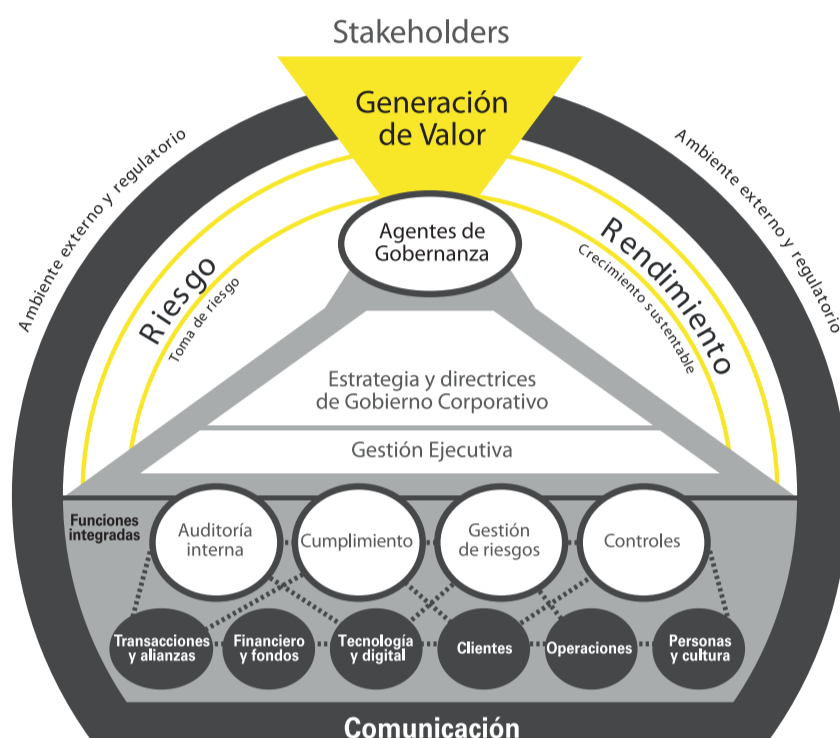 Stakeholders
Generación
de Valor
Ambiente externo y regulatorio
Ambiente externo y regulatorio
Riesgo
Toma de riesgo
Rendimiento
Crecimiento sustentable
Agentes de
Gobernanza
Estrategia y directrices
de Gobierno Corporativo
Gestión Ejecutiva
Funciones
integradas
Auditoría
interna
Cumplimiento
Gestión
de riesgos
Controles
Transacciones
y alianzas
Financiero
y fondos
Tecnología
y digital
Clientes
Operaciones
Personas
y cultura
Comunicación